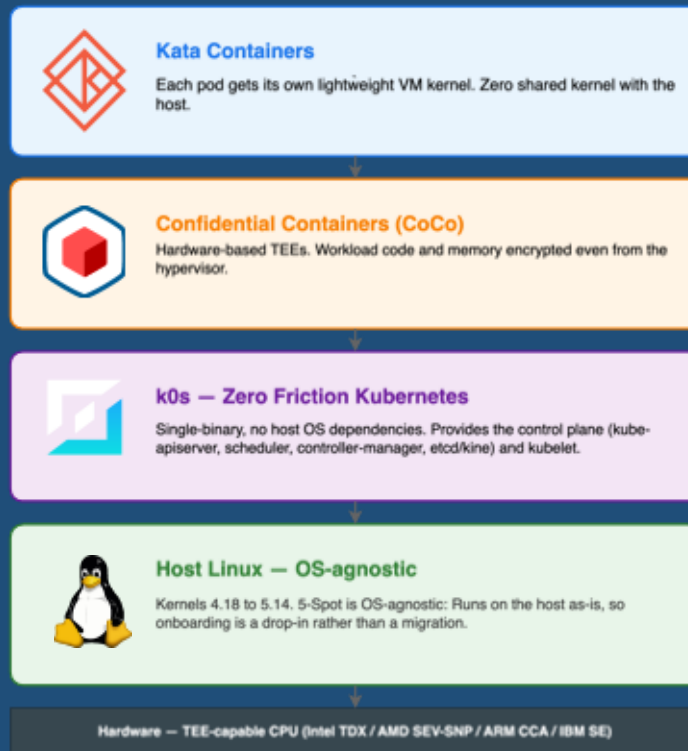 Kata Containers
Each pod gets its own lightweight VM kernel. Zero shared kernel with the
host.
Confidential Containers (CoCo)
Hardware-based TEEs. Workload code and memory encrypted even from the
hypervisor.
k0s — Zero Friction Kubernetes
Single-binary, no host OS dependencies. Provides the control plane (kube-
apiserver, scheduler, controller-manager, etcd/kine) and kubelet.
Host Linux — OS-agnostic
Kernels 4.18 to 5.14. 5-Spot is OS-agnostic: Runs on the host as-is, so
onboarding is a drop-in rather than a migration.
Hardware — TEE-capable CPU (Intel TDX / AMD SEV-SNP / ARM CCA / IBM SE)